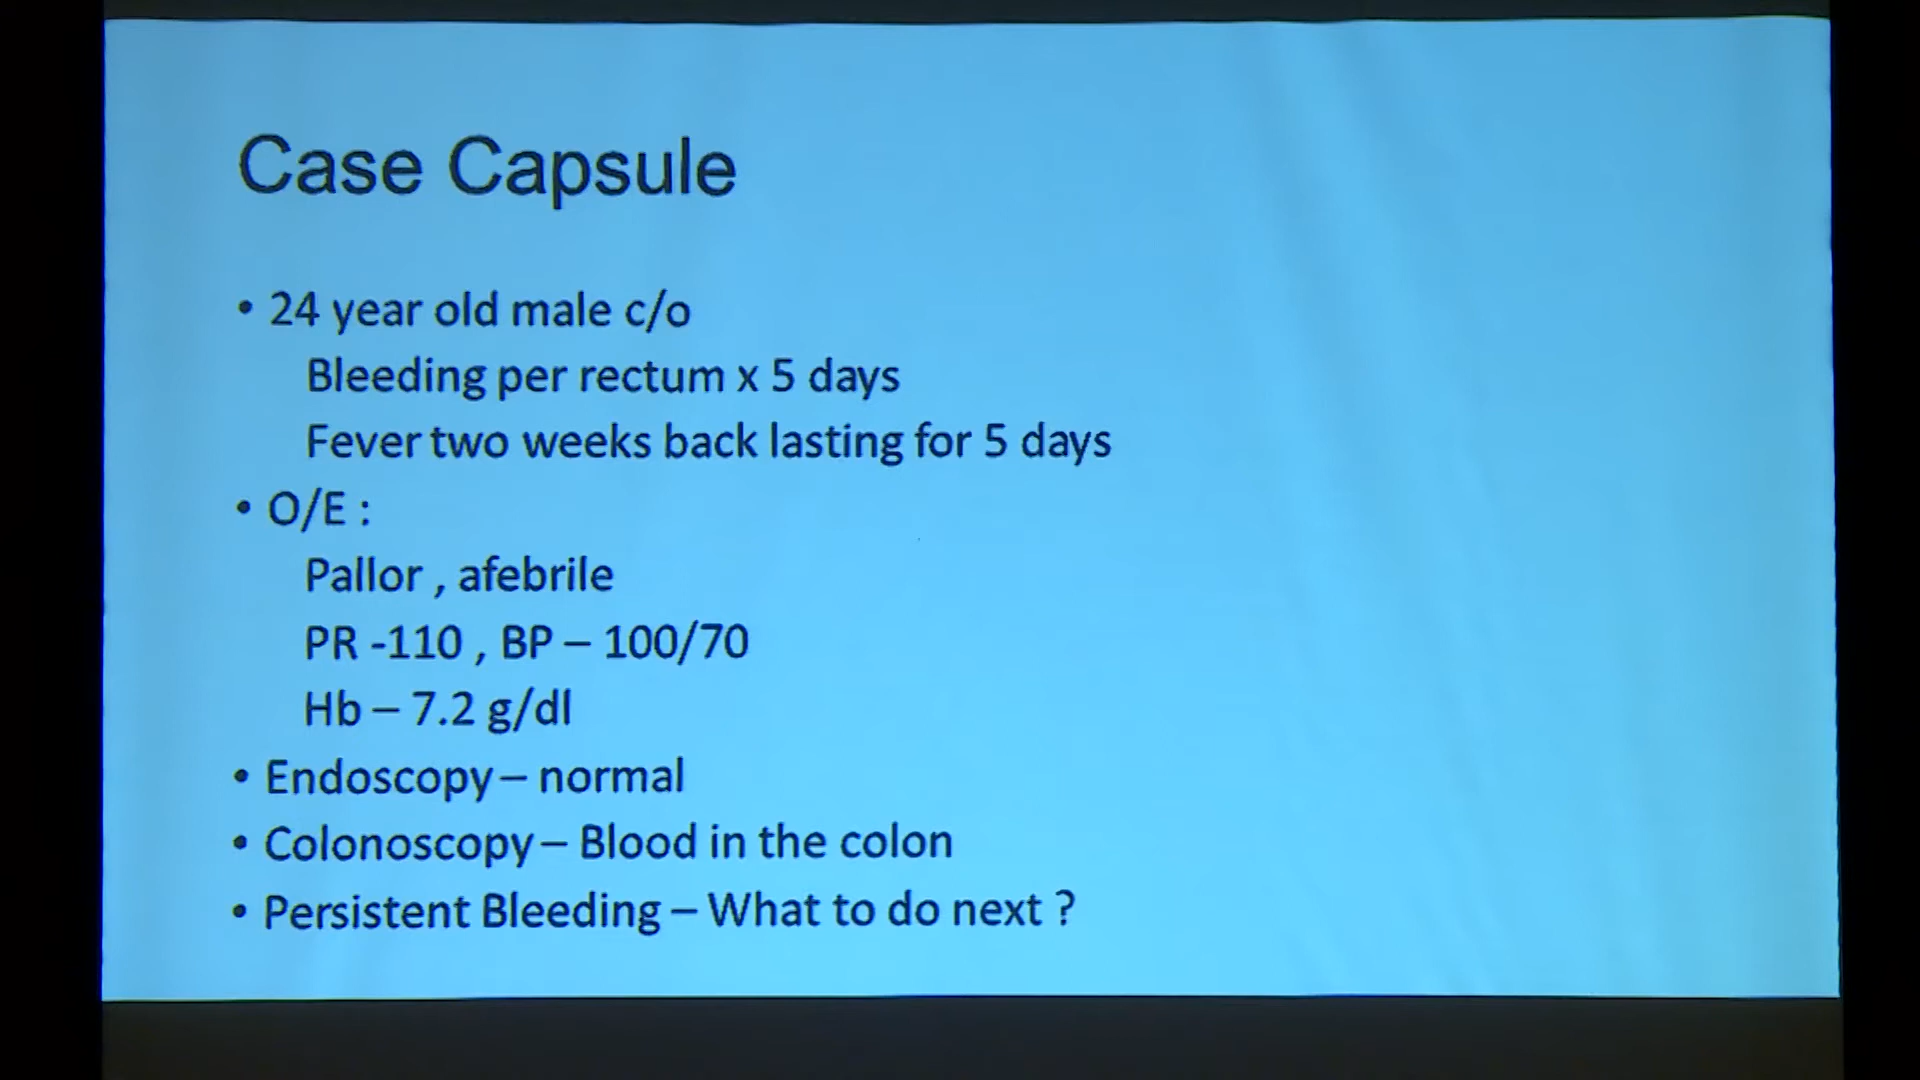 Case Capsule
• 24 year old male c/o
Bleeding per rectum x 5 days
Fever two weeks back lasting for 5 days
• O/E :
Pallor , afebrile
PR -110 , BP – 100/70
Hb – 7.2 g/dl
• Endoscopy – normal
• Colonoscopy – Blood in the colon
• Persistent Bleeding – What to do next ?